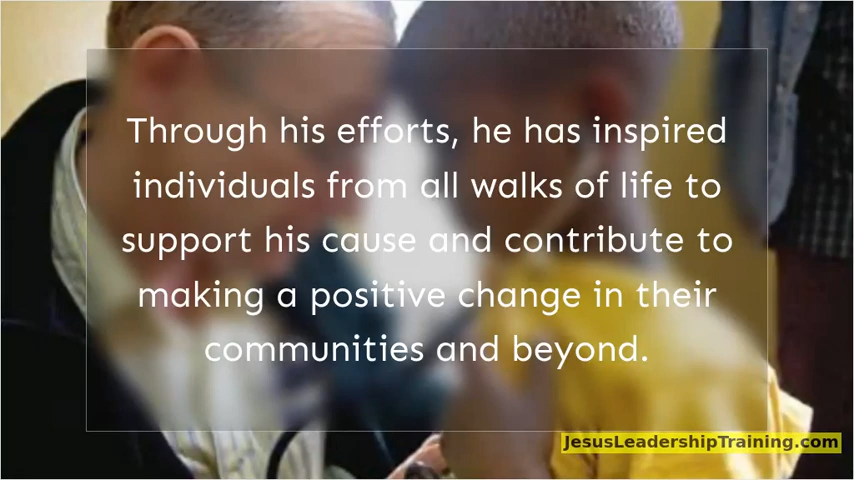 Through his efforts, he has inspired
individuals from all walks of life to
support his cause and contribute to
making a positive change in their
communities and beyond.
JesusLeadershipTraining.com